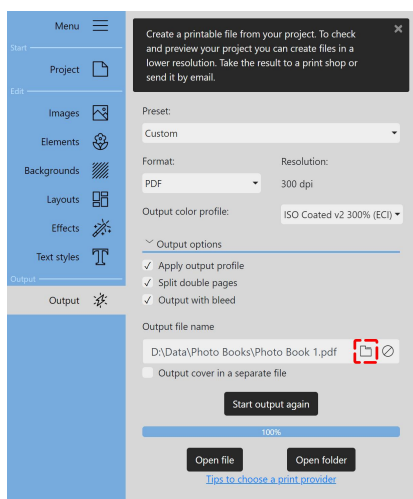 Menu
Start
Project
Edit
Images
Elements
Backgrounds
Layouts
Effects
Text styles
Output
Output
Create a printable file from your project. To check
and preview your project you can create files in a
lower resolution. Take the result to a print shop or
send it by email.
Preset:
Custom
Format:
Resolution:
PDF
300 dpi
Output color profile:
ISO Coated v2 300% (ECI)
Output options
Apply output profile
Split double pages
Output with bleed
Output file name
D:\Data\Photo Books\Photo Book 1.pdf
Output cover in a separate file
Start output again
100%
Open file
Open folder
Tips to choose a print provider